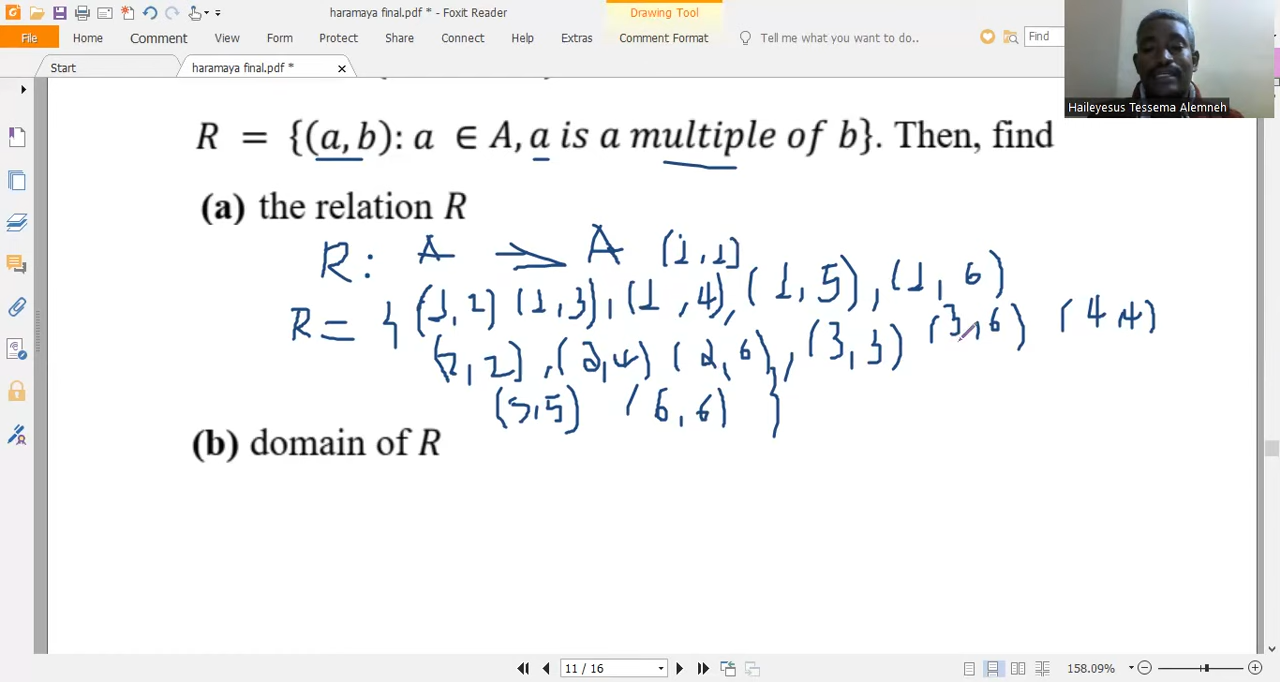 haramaya final.pdf * - Foxit Reader
Drawing Tool
File Home Comment View Form Protect Share Connect Help Extras Comment Format Tell me what you want to do.. Find
Start haramaya final.pdf *
Haileyesus Tessema Alemneh
R = {(a, b): a ∈ A, a is a multiple of b}. Then, find
(a) the relation R
R: A → A (1,1)
R = { (1,2) (1,3), (1,4), (1,5), (1,6)
(2,2), (2,4) (2,6), (3,3) (3,6) (4,4)
(5,5) (6,6) }
(b) domain of R
11 / 16
158.09%